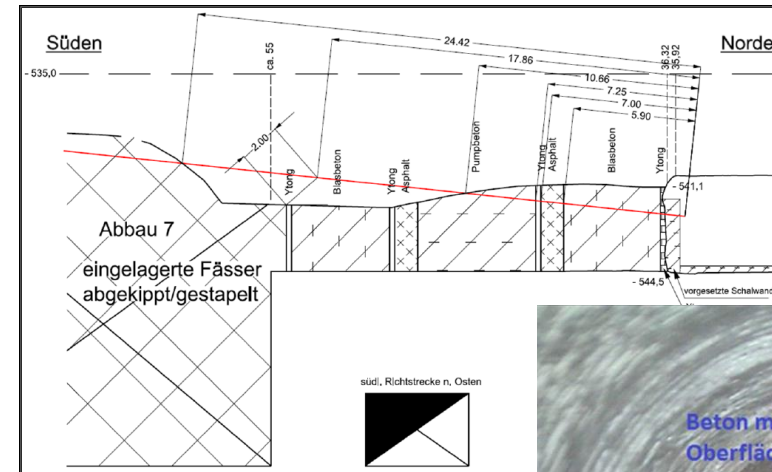 Süden
Norde
ca. 55
36,32
35,92
24.42
17.86
10.66
7.25
7.00
5.90
- 535,0
2.00
Ytong
Blasbeton
Ytong
Asphalt
Pumpbeton
Ytong
Asphalt
Blasbeton
Ytong
- 541,1
Abbau 7
eingelagerte Fässer
abgekippt/gestapelt
- 544,5
vorgesetzte Schalwand
südl. Richtstrecke n. Osten
Beton m
Oberfläc